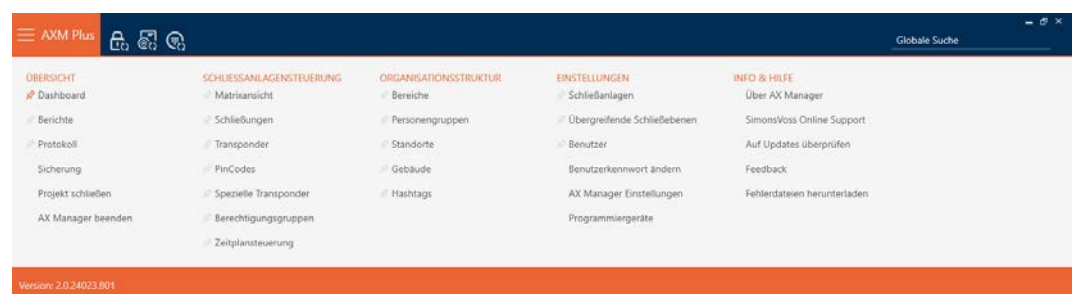 AXM Plus
Globale Suche
ÜBERSICHT
Dashboard
Berichte
Protokoll
Sicherung
Projekt schließen
AX Manager beenden
SCHLIESSANLAGENSTEUERUNG
Matrixansicht
Schließungen
Transponder
PinCodes
Spezielle Transponder
Berechtigungsgruppen
Zeitplansteuerung
ORGANISATIONSSTRUKTUR
Bereiche
Personengruppen
Standorte
Gebäude
Hashtags
EINSTELLUNGEN
Schließanlagen
Übergreifende Schließebenen
Benutzer
Benutzerkennwort ändern
AX Manager Einstellungen
Programmiergeräte
INFO & HILFE
Über AX Manager
SimonsVoss Online Support
Auf Updates überprüfen
Feedback
Fehlerdateien herunterladen
Version: 2.0.24023.801